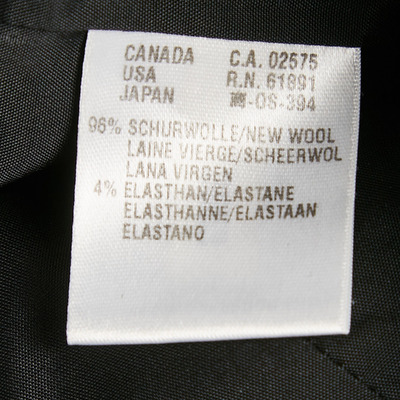 CANADA C.A. 02575
USA R.N. 61891
JAPAN -OS-394
96% SCHURWOLLE/NEW WOOL
LAINE VIERGE/SCHEERWOL
LANA VIRGEN
4% ELASTHAN/ELASTANE
ELASTHANNE/ELASTAAN
ELASTANO